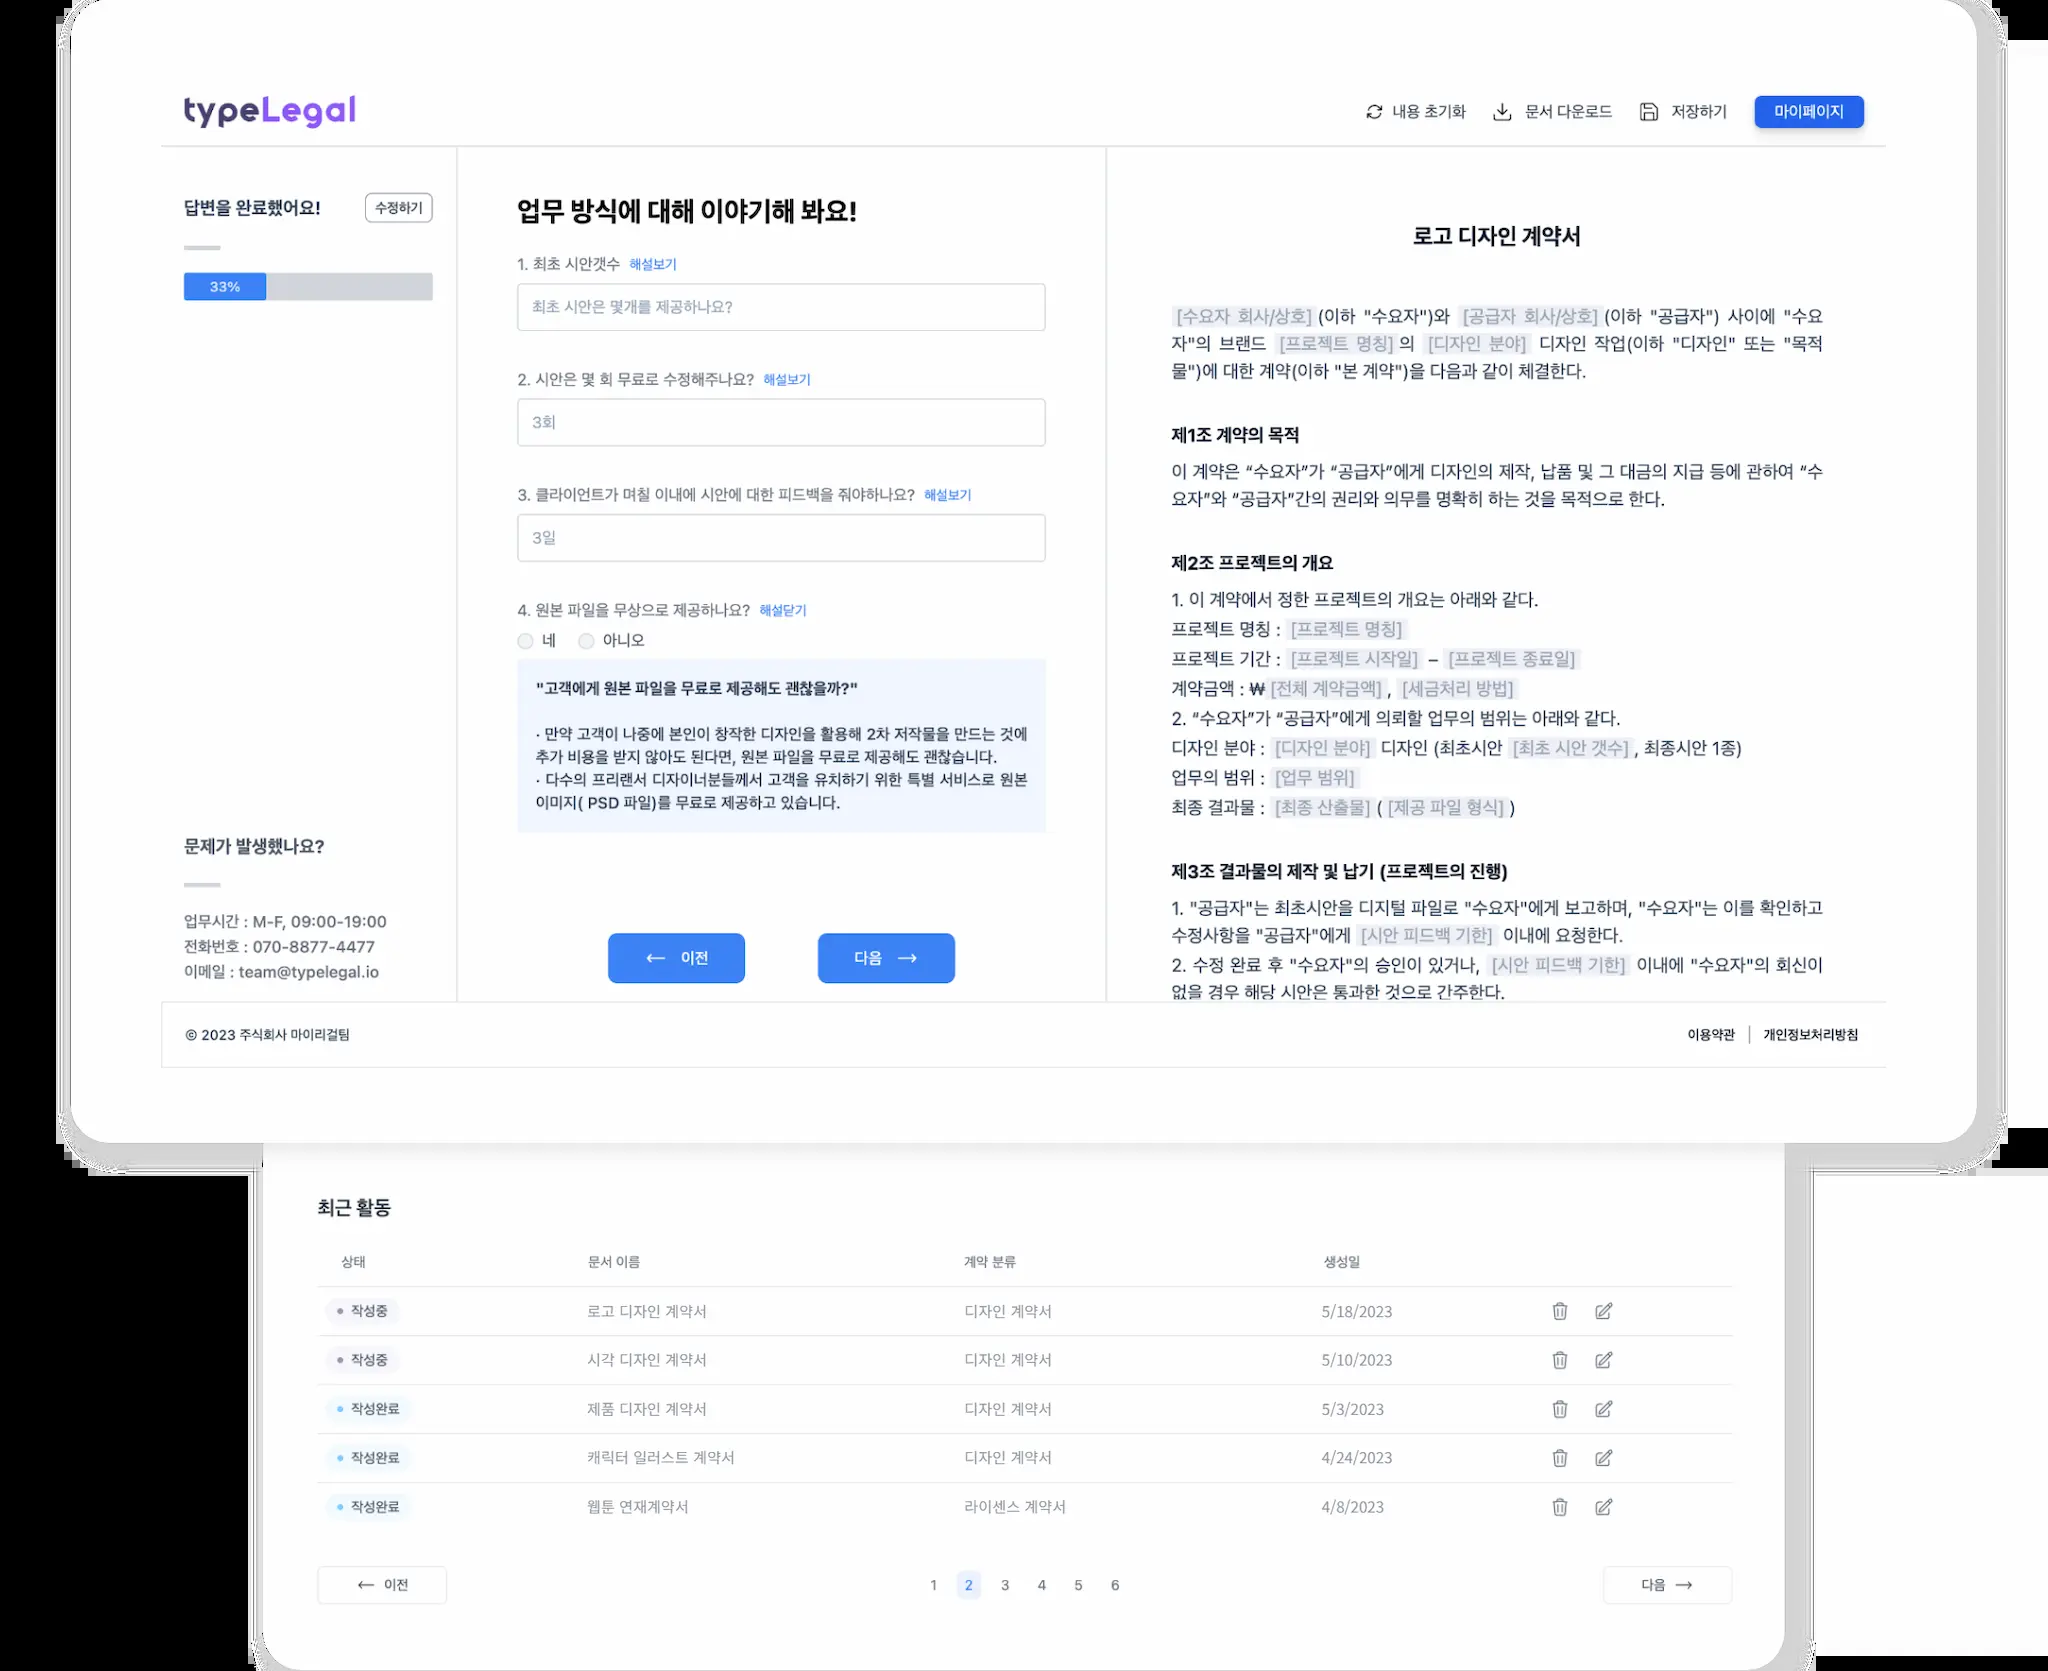 typeLegal
내용 초기화
문서 다운로드
저장하기
마이페이지
답변을 완료했어요!
수정하기
33%
문제가 발생했나요?
업무시간 : M-F, 09:00-19:00
전화번호 : 070-8877-4477
이메일 : team@typelegal.io
업무 방식에 대해 이야기해 봐요!
1. 최초 시안갯수 해설보기
최초 시안은 몇개를 제공하나요?
2. 시안은 몇 회 무료로 수정해주나요? 해설보기
3회
3. 클라이언트가 며칠 이내에 시안에 대한 피드백을 줘야하나요? 해설보기
3일
4. 원본 파일을 무상으로 제공하나요? 해설닫기
네 아니오
"고객에게 원본 파일을 무료로 제공해도 괜찮을까?"
· 만약 고객이 나중에 본인이 창작한 디자인을 활용해 2차 저작물을 만드는 것에
추가 비용을 받지 않아도 된다면, 원본 파일을 무료로 제공해도 괜찮습니다.
· 다수의 프리랜서 디자이너분들께서 고객을 유치하기 위한 특별 서비스로 원본
이미지( PSD 파일)를 무료로 제공하고 있습니다.
← 이전
다음 →
로고 디자인 계약서
[수요자 회사/상호] (이하 "수요자")와 [공급자 회사/상호] (이하 "공급자") 사이에 "수요
자"의 브랜드 [프로젝트 명칭] 의 [디자인 분야] 디자인 작업(이하 "디자인" 또는 "목적
물")에 대한 계약(이하 "본 계약")을 다음과 같이 체결한다.
제1조 계약의 목적
이 계약은 “수요자”가 “공급자”에게 디자인의 제작, 납품 및 그 대금의 지급 등에 관하여 “수
요자”와 “공급자”간의 권리와 의무를 명확히 하는 것을 목적으로 한다.
제2조 프로젝트의 개요
1. 이 계약에서 정한 프로젝트의 개요는 아래와 같다.
프로젝트 명칭 : [프로젝트 명칭]
프로젝트 기간 : [프로젝트 시작일] – [프로젝트 종료일]
계약금액 : ₩ [전체 계약금액] , [세금처리 방법]
2. “수요자”가 “공급자”에게 의뢰할 업무의 범위는 아래와 같다.
디자인 분야 : [디자인 분야] 디자인 (최초시안 [최초 시안 갯수] , 최종시안 1종)
업무의 범위 : [업무 범위]
최종 결과물 : [최종 산출물] ( [제공 파일 형식] )
제3조 결과물의 제작 및 납기 (프로젝트의 진행)
1. "공급자"는 최초시안을 디지털 파일로 "수요자"에게 보고하며, "수요자"는 이를 확인하고
수정사항을 "공급자"에게 [시안 피드백 기한] 이내에 요청한다.
2. 수정 완료 후 "수요자"의 승인이 있거나, [시안 피드백 기한] 이내에 "수요자"의 회신이
없을 경우 해당 시안은 통과한 것으로 간주한다.
© 2023 주식회사 마이리걸팀
이용약관 | 개인정보처리방침
최근 활동
상태 문서 이름 계약 분류 생성일
작성중 로고 디자인 계약서 디자인 계약서 5/18/2023
작성중 시각 디자인 계약서 디자인 계약서 5/10/2023
작성완료 제품 디자인 계약서 디자인 계약서 5/3/2023
작성완료 캐릭터 일러스트 계약서 디자인 계약서 4/24/2023
작성완료 웹툰 연재계약서 라이센스 계약서 4/8/2023
← 이전
1 2 3 4 5 6
다음 →